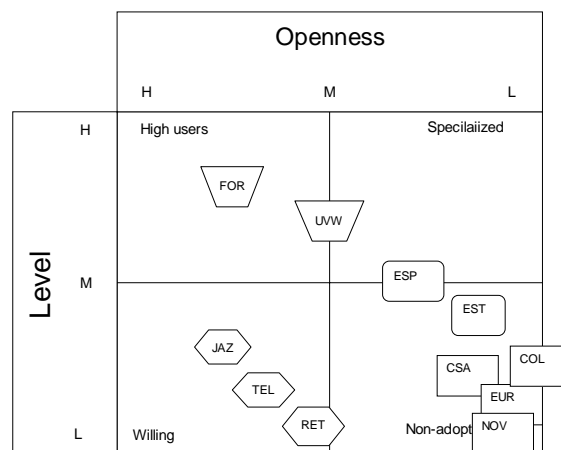 Openness
H M L
Level
H
High users
Specilaiized
FOR
UVW
M
ESP
EST
JAZ
COL
CSA
TEL
EUR
RET
NOV
L
Willing
Non-adopt